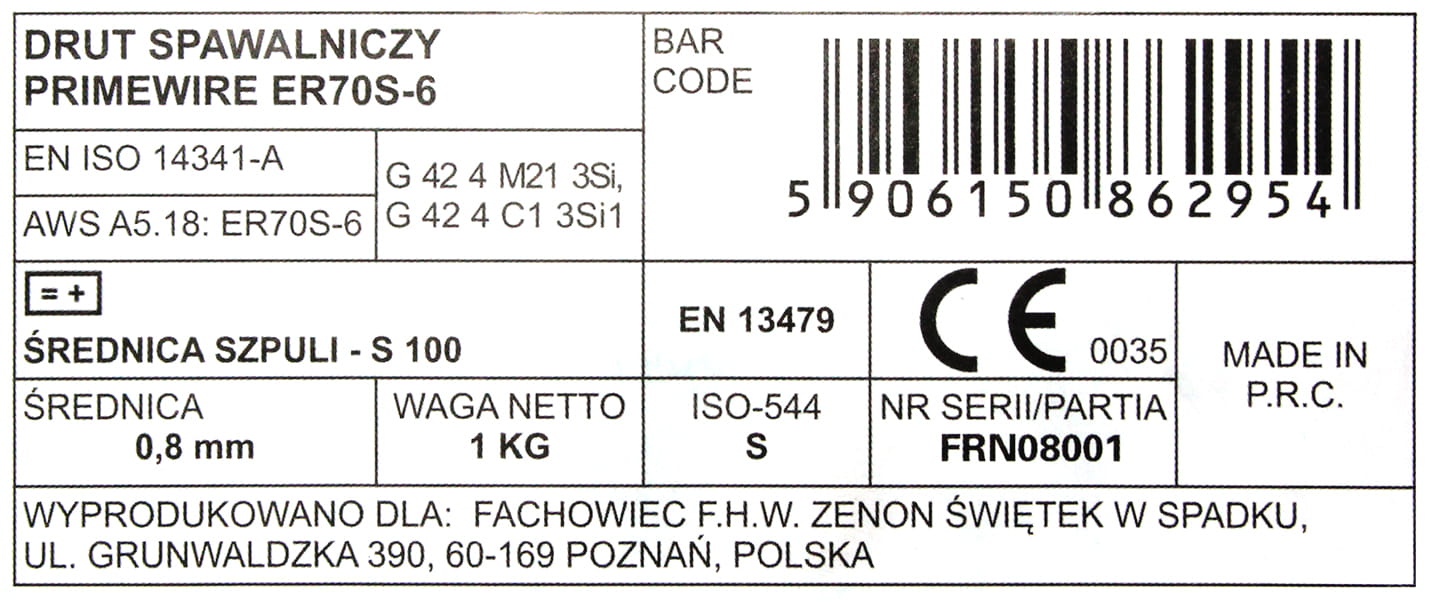 DRUT SPAWALNICZY
PRIMEWIRE ER70S-6
BAR
CODE
5 906150 862954
EN ISO 14341-A
AWS A5.18: ER70S-6
G 42 4 M21 3Si,
G 42 4 C1 3Si1
= +
ŚREDNICA SZPULI - S 100
EN 13479
CE 0035
MADE IN
P.R.C.
ŚREDNICA
0,8 mm
WAGA NETTO
1 KG
ISO-544
S
NR SERII/PARTIA
FRN08001
WYPRODUKOWANO DLA: FACHOWIEC F.H.W. ZENON ŚWIĘTEK W SPADKU,
UL. GRUNWALDZKA 390, 60-169 POZNAŃ, POLSKA